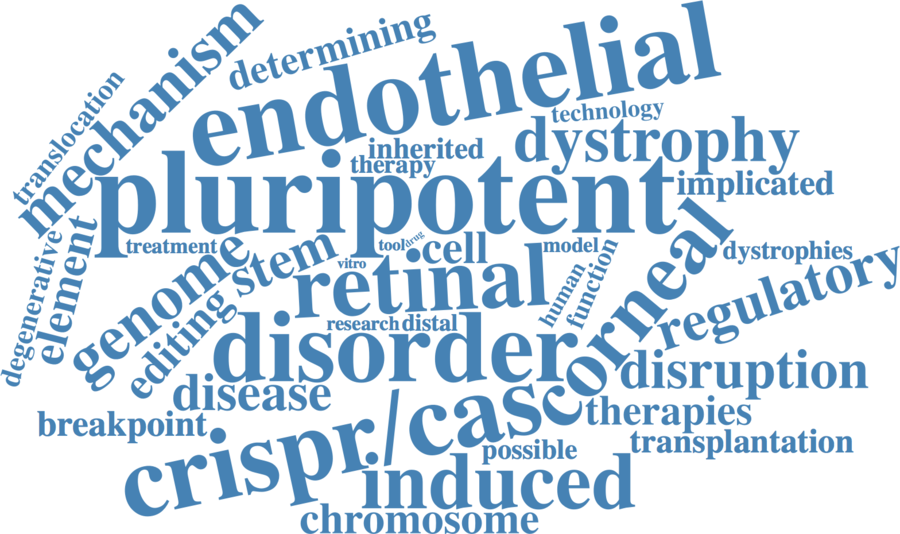 determining
endothelial
mechanism
translocation
technology
dystrophy
inherited
therapy
pluripotent
implicated
treatment
tool
drug
cell
model
dystrophies
degenerative
element
genome
editing
stem
vitro
retinal
human
function
corneal
regulatory
research
distal
disorder
disease
disruption
breakpoint
crispr/cas
therapies
possible
transplantation
induced
chromosome